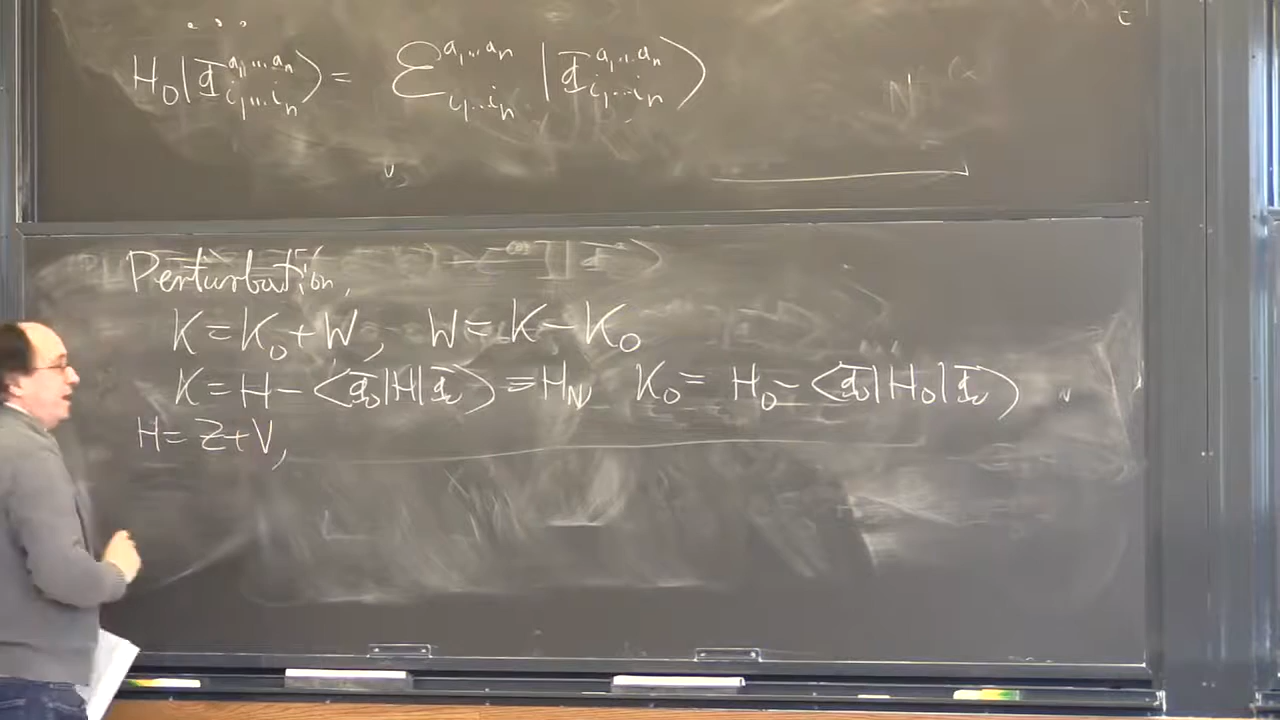 H₀|Φ^{a₁...aₙ}_{i₁...iₙ}⟩ = Ɛ^{a₁...aₙ}_{i₁...iₙ} |Φ^{a₁...aₙ}_{i₁...iₙ}⟩
Perturbation,
K = K₀ + W, W = K − K₀
K = H − ⟨Φ₀|H|Φ₀⟩ ≡ H_N, K₀ = H₀ − ⟨Φ₀|H₀|Φ₀⟩
H = Z + V,